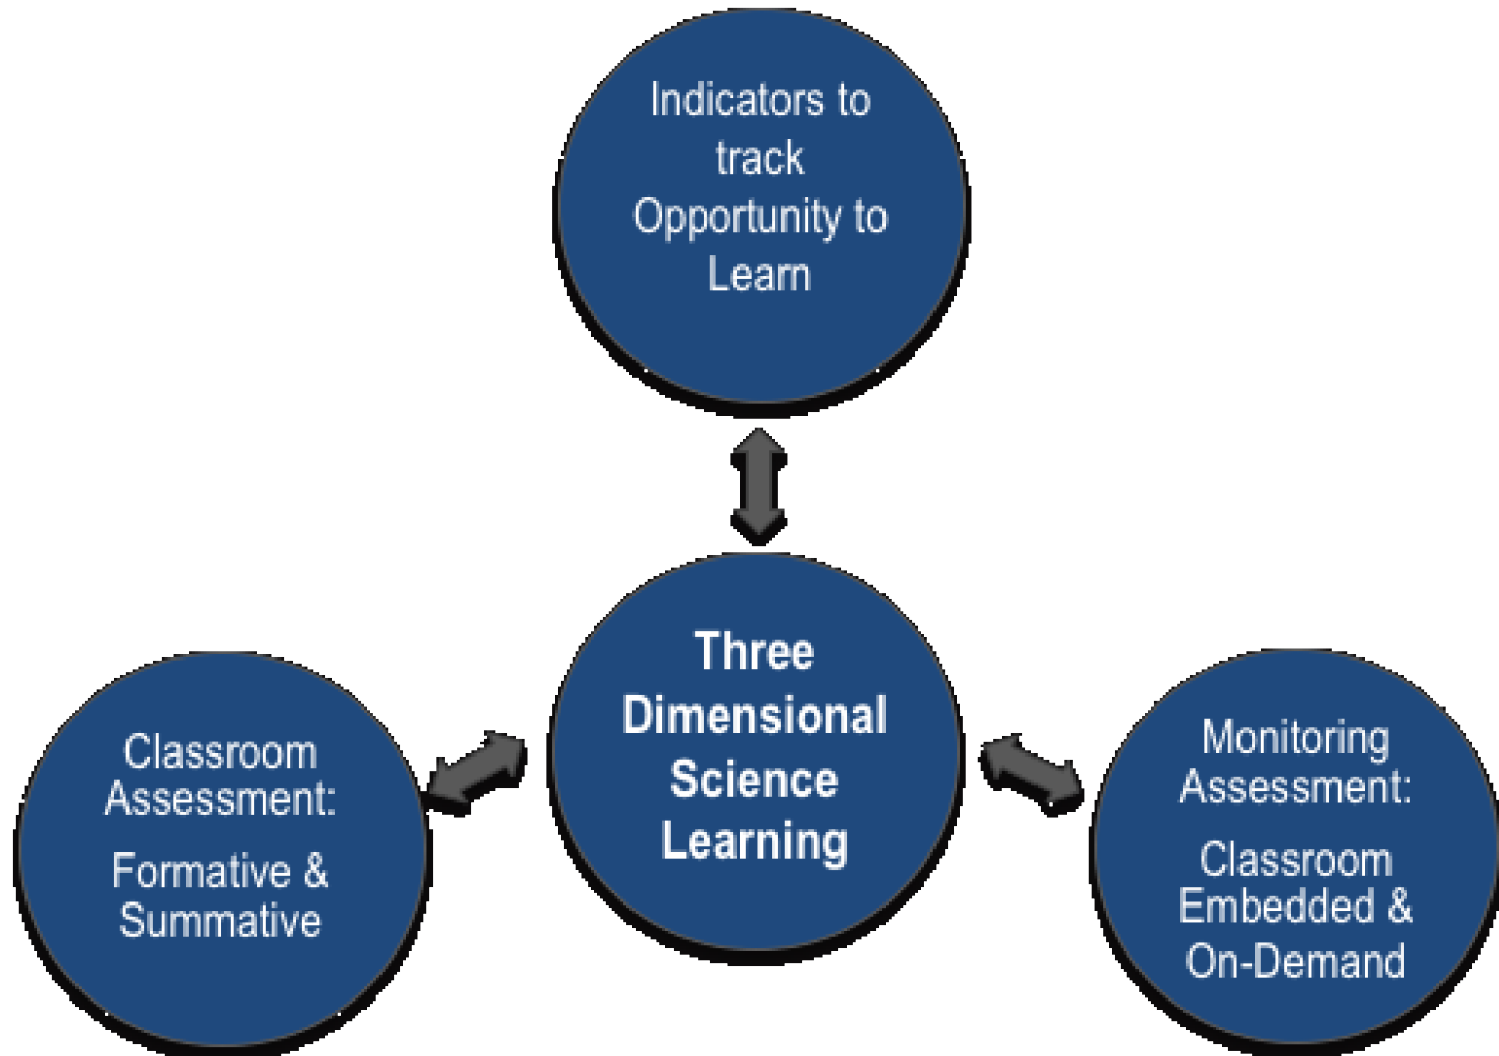 Indicators to
track
Opportunity to
Learn
Three
Dimensional
Science
Learning
Classroom
Assessment:
Formative &
Summative
Monitoring
Assessment:
Classroom
Embedded &
On-Demand